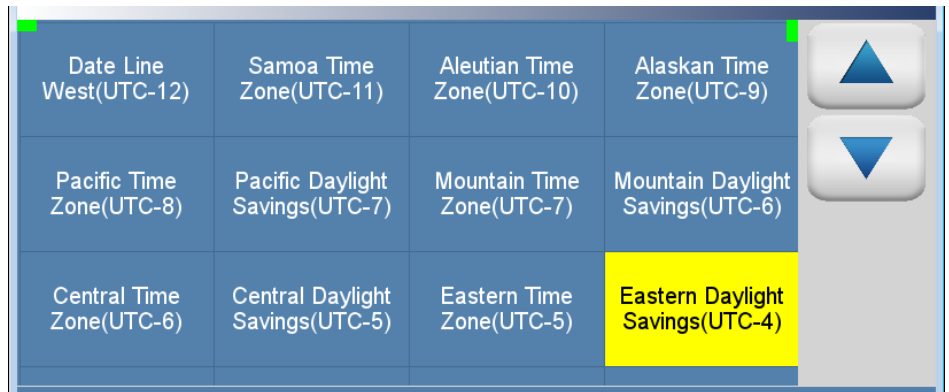 Date Line
West(UTC-12)
Samoa Time
Zone(UTC-11)
Aleutian Time
Zone(UTC-10)
Alaskan Time
Zone(UTC-9)
Pacific Time
Zone(UTC-8)
Pacific Daylight
Savings(UTC-7)
Mountain Time
Zone(UTC-7)
Mountain Daylight
Savings(UTC-6)
Central Time
Zone(UTC-6)
Central Daylight
Savings(UTC-5)
Eastern Time
Zone(UTC-5)
Eastern Daylight
Savings(UTC-4)